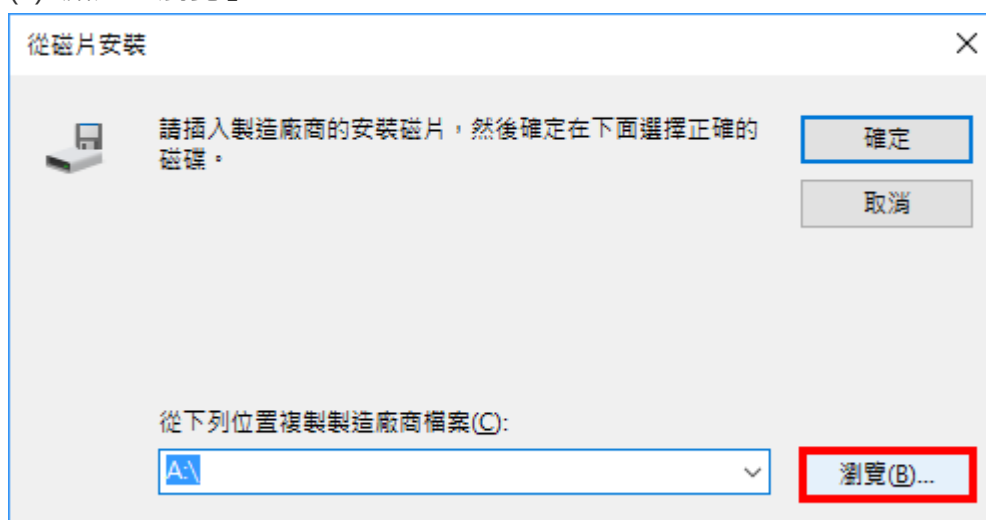 從磁片安裝
請插入製造廠商的安裝磁片，然後確定在下面選擇正確的
磁碟。
確定
取消
從下列位置複製製造廠商檔案(C):
A:\
瀏覽(B)...